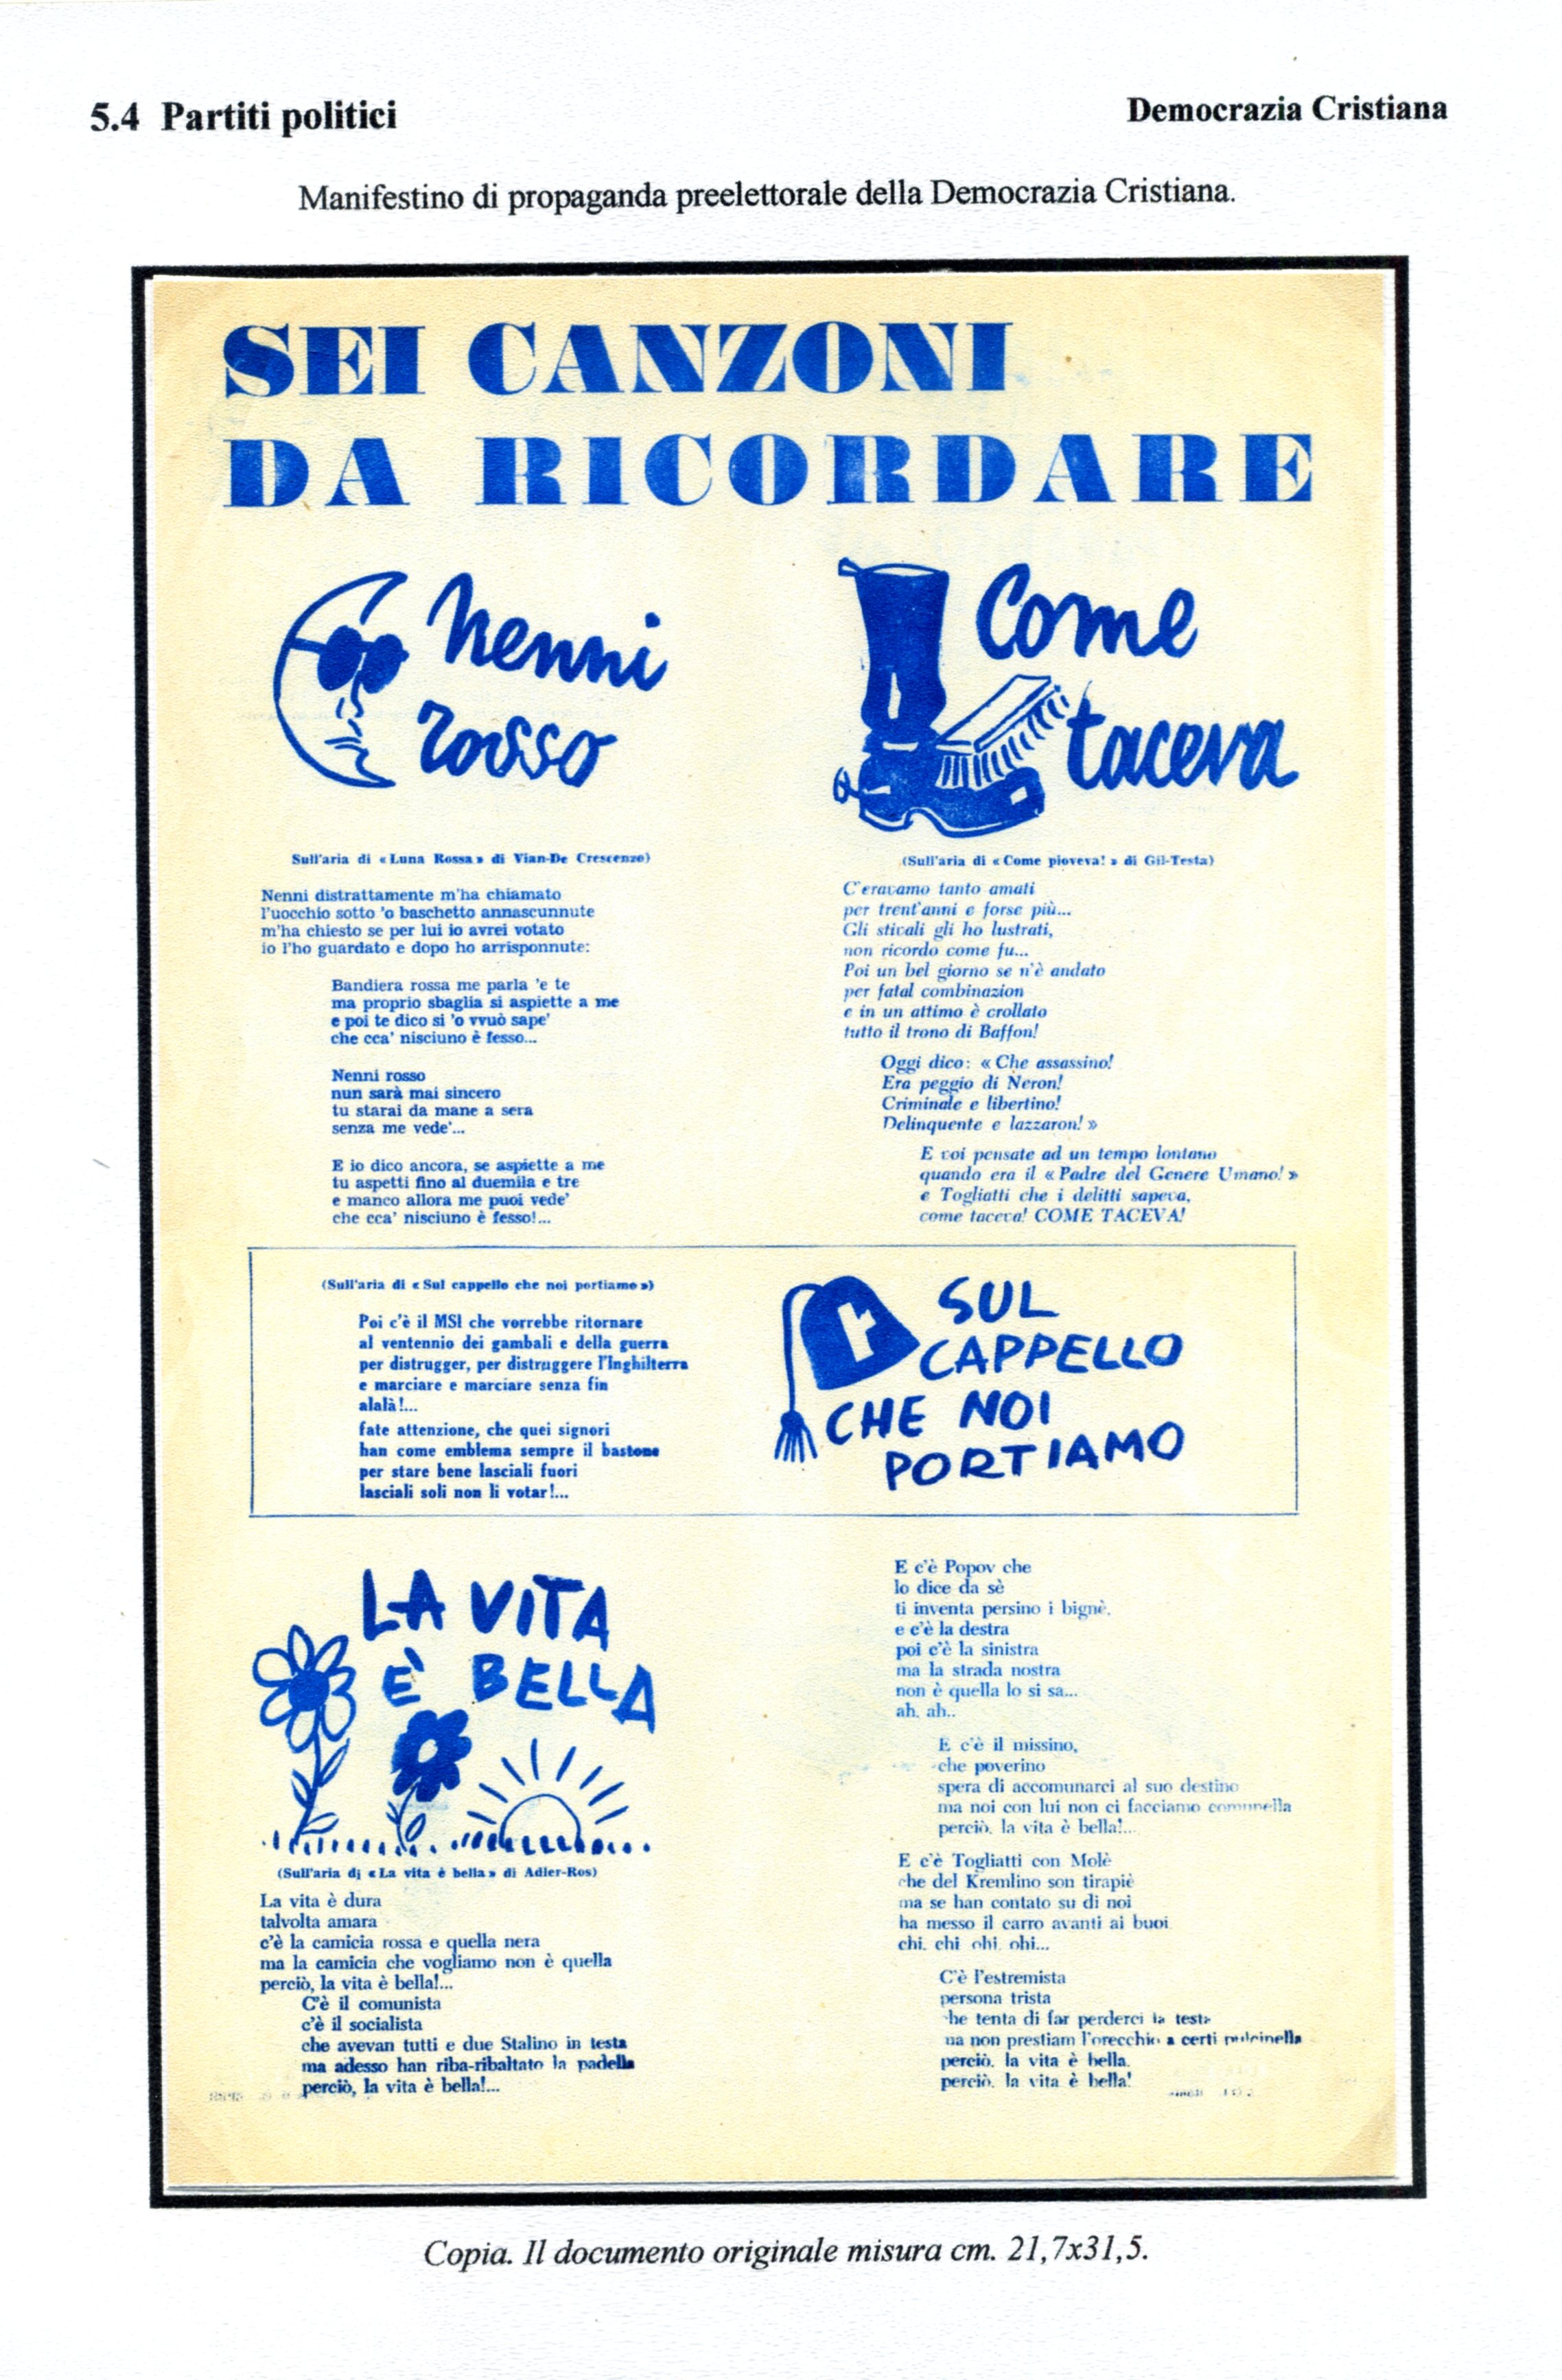 5.4 Partiti politici
Democrazia Cristiana
Manifestino di propaganda preelettorale della Democrazia Cristiana.
SEI CANZONI
DA RICORDARE
Nenni
rosso
Sull'aria di «Luna Rossa» di Vian-De Crescenzo)
Nenni distrattamente m'ha chiamato
l'uocchio sotto 'o baschetto annascunnute
m'ha chiesto se per lui io avrei votato
io l'ho guardato e dopo ho arrisponnute:
Bandiera rossa me parla 'e te
ma proprio sbaglia si aspiette a me
e poi te dico si 'o vvuò sape'
che cca' nisciuno è fesso...
Nenni rosso
nun sarà mai sincero
tu starai da mane a sera
senza me vede'...
E io dico ancora, se aspiette a me
tu aspetti fino al duemila e tre
e manco allora me puoi vede'
che cca' nisciuno è fesso!...
Come
taceva
(Sull'aria di «Come pioveva!» di Gil-Testa)
C'eravamo tanto amati
per trent'anni e forse più...
Gli stivali gli ho lustrati,
non ricordo come fu...
Poi un bel giorno se n'è andato
per fatal combinazion
e in un attimo è crollato
tutto il trono di Baffon!
Oggi dico: «Che assassino!
Era peggio di Neron!
Criminale e libertino!
Delinquente e lazzaron!»
E voi pensate ad un tempo lontano
quando era il «Padre del Genere Umano!»
e Togliatti che i delitti sapeva,
come taceva! COME TACEVA!
(Sull'aria di «Sul cappello che noi portiamo»)
Poi c'è il MSI che vorrebbe ritornare
al ventennio dei gambali e della guerra
per distrugger, per distruggere l'Inghilterra
e marciare e marciare senza fin
alalà!...
fate attenzione, che quei signori
han come emblema sempre il bastone
per stare bene lasciali fuori
lasciali soli non li votar!...
SUL
CAPPELLO
CHE NOI
PORTIAMO
LA VITA
È BELLA
(Sull'aria di «La vita è bella» di Adler-Ros)
La vita è dura
talvolta amara
c'è la camicia rossa e quella nera
ma la camicia che vogliamo non è quella
perciò, la vita è bella!...
C'è il comunista
c'è il socialista
che avevan tutti e due Stalino in testa
ma adesso han riba-ribaltato la padella
perciò, la vita è bella!...
E c'è Popov che
lo dice da sè
ti inventa persino i bignè,
e c'è la destra
poi c'è la sinistra
ma la strada nostra
non è quella lo si sa...
ah, ah..
E c'è il missino,
che poverino
spera di accomunarci al suo destino
ma noi con lui non ci facciamo comunella
perciò, la vita è bella!...
E c'è Togliatti con Molè
che del Kremlino son tirapiè
ma se han contato su di noi
ha messo il carro avanti ai buoi
chi, chi ohi, ohi...
C'è l'estremista
persona trista
che tenta di far perderci la testa
ma non prestiam l'orecchio a certi pulcinella
perciò, la vita è bella,
perciò, la vita è bella!
Copia. Il documento originale misura cm. 21,7x31,5.